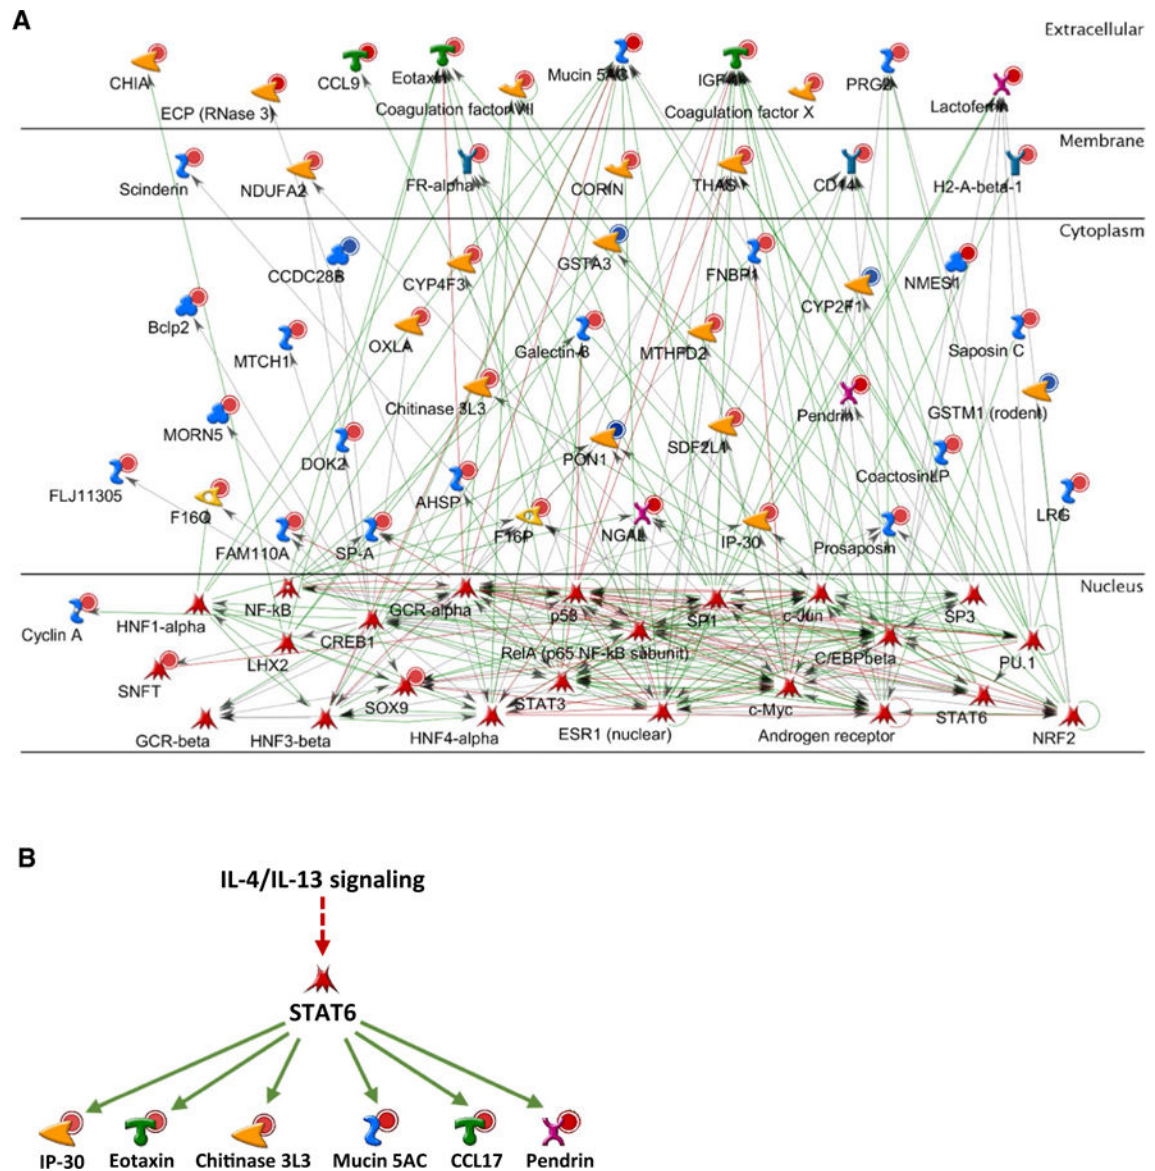 A
Extracellular
CHIA
ECP (RNase 3)
CCL9
Eotaxin
Coagulation factor VII
Mucin 5AC
Coagulation factor X
PRG2
Lactoferrin
Membrane
Scinderin
NDUFA2
FR-alpha
CORIN
CD14
H2-A-beta-1
Cytoplasm
CCDC28B
CYP4F3
GSTA3
FNBP1
CYP2F1
NMES1
Bclp2
MTCH1
OXLA
Galectin-3
MTHFD2
Saposin C
Chitinase 3L3
Pendrin
GSTM1 (rodent)
MORN5
DOK2
PON1
SDF2L1
Coactosin LP
FLJ11305
F16Q
AHSP
LRG
FAM110A
SP-A
F16P
NGAL
IP-30
Prosaposin
Nucleus
Cyclin A
HNF1-alpha
NF-kB
CREB1
GCR-alpha
SP1
c-Jun
SP3
LHX2
RelA (p65 NF-kB subunit)
C/EBPbeta
PU.1
SNFT
SOX9
STAT3
c-Myc
STAT6
GCR-beta
HNF3-beta
HNF4-alpha
ESR1 (nuclear)
Androgen receptor
NRF2
B
IL-4/IL-13 signaling
STAT6
IP-30 Eotaxin Chitinase 3L3 Mucin 5AC CCL17 Pendrin